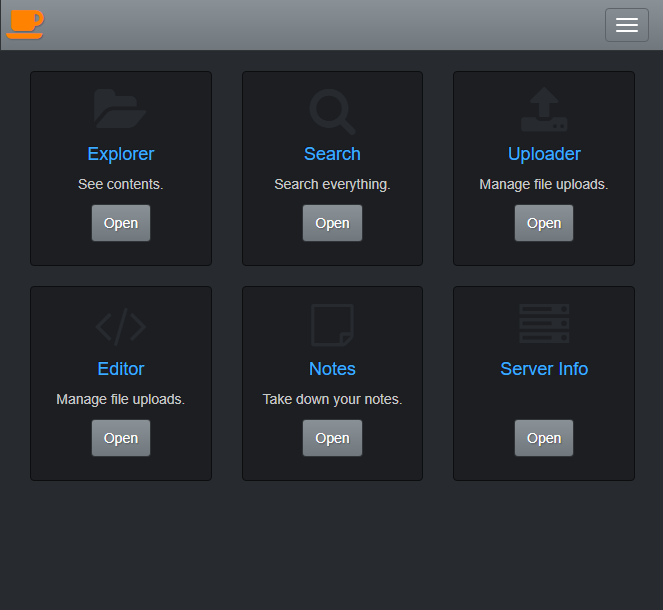 Explorer
See contents.
Open
Search
Search everything.
Open
Uploader
Manage file uploads.
Open
Editor
Manage file uploads.
Open
Notes
Take down your notes.
Open
Server Info
Open